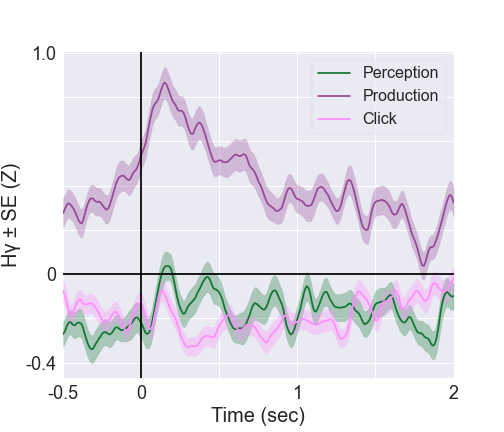 1.0
Perception
Production
Click
Hγ ± SE (Z)
0
-0.4
-0.5 0 1 2
Time (sec)